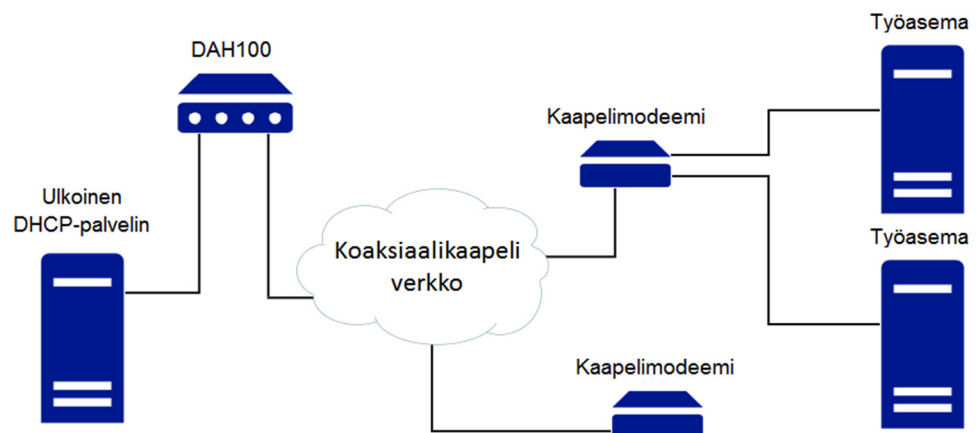 DAH100
Ulkoinen
DHCP-palvelin
Koaksiaalikaapeli
verkko
Kaapelimodeemi
Työasema
Työasema
Kaapelimodeemi